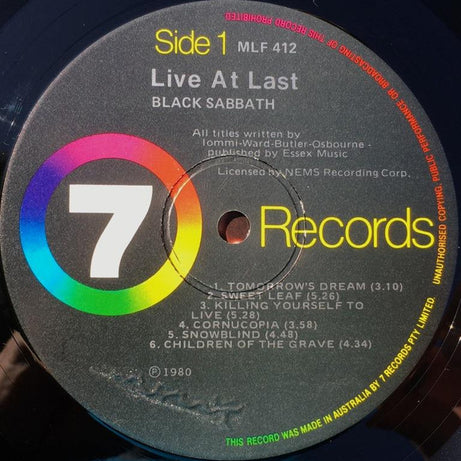 Side 1 MLF 412
Live At Last
BLACK SABBATH
All titles written by
Iommi-Ward-Butler-Osbourne -
published by Essex Music
Licensed by NEMS Recording Corp.
7 Records
1. TOMORROW'S DREAM (3.10)
2. SWEET LEAF (5.26)
3. KILLING YOURSELF TO
LIVE (5.28)
4. CORNUCOPIA (3.58)
5. SNOWBLIND (4.48)
6. CHILDREN OF THE GRAVE (4.34)
Ⓟ 1980
THIS RECORD WAS MADE IN AUSTRALIA BY 7 RECORDS PTY LIMITED. UNAUTHORISED COPYING, PUBLIC PERFORMANCE OR BROADCASTING OF THIS RECORD PROHIBITED.